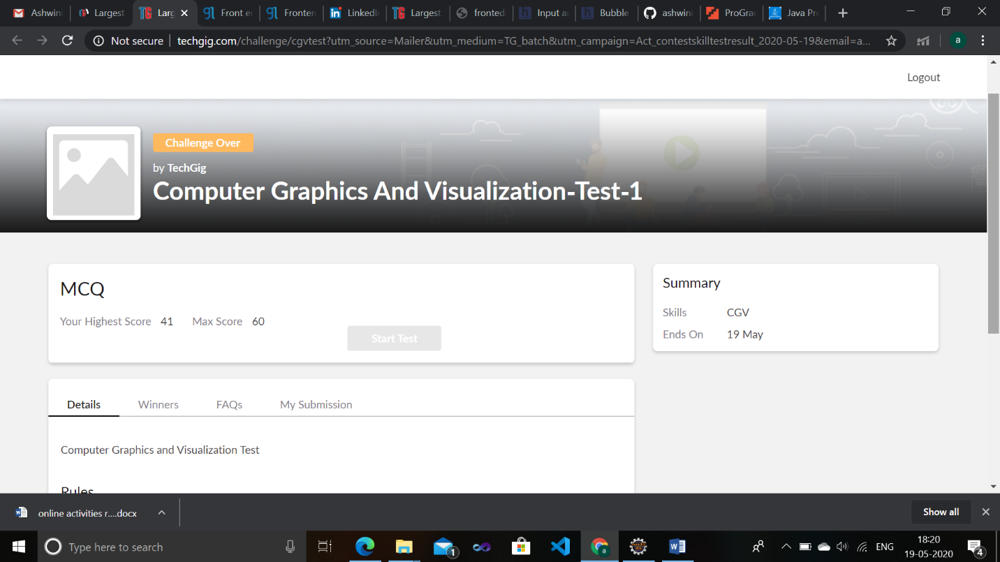 Ashwini
Largest
Larg
Front en
Fronten
LinkedIn
Largest
fronted
Input an
Bubble
ashwini
ProGrad
Java Pro
Not secure
techgig.com/challenge/cgvtest?utm_source=Mailer&utm_medium=TG_batch&utm_campaign=Act_contestskilltestresult_2020-05-19&email=a...
a
Logout
Challenge Over
by TechGig
Computer Graphics And Visualization-Test-1
MCQ
Your Highest Score 41 Max Score 60
Start Test
Summary
Skills CGV
Ends On 19 May
Details Winners FAQs My Submission
Computer Graphics and Visualization Test
Rules
online activities r....docx
Show all
Type here to search
1
a
ENG
18:20
19-05-2020
4